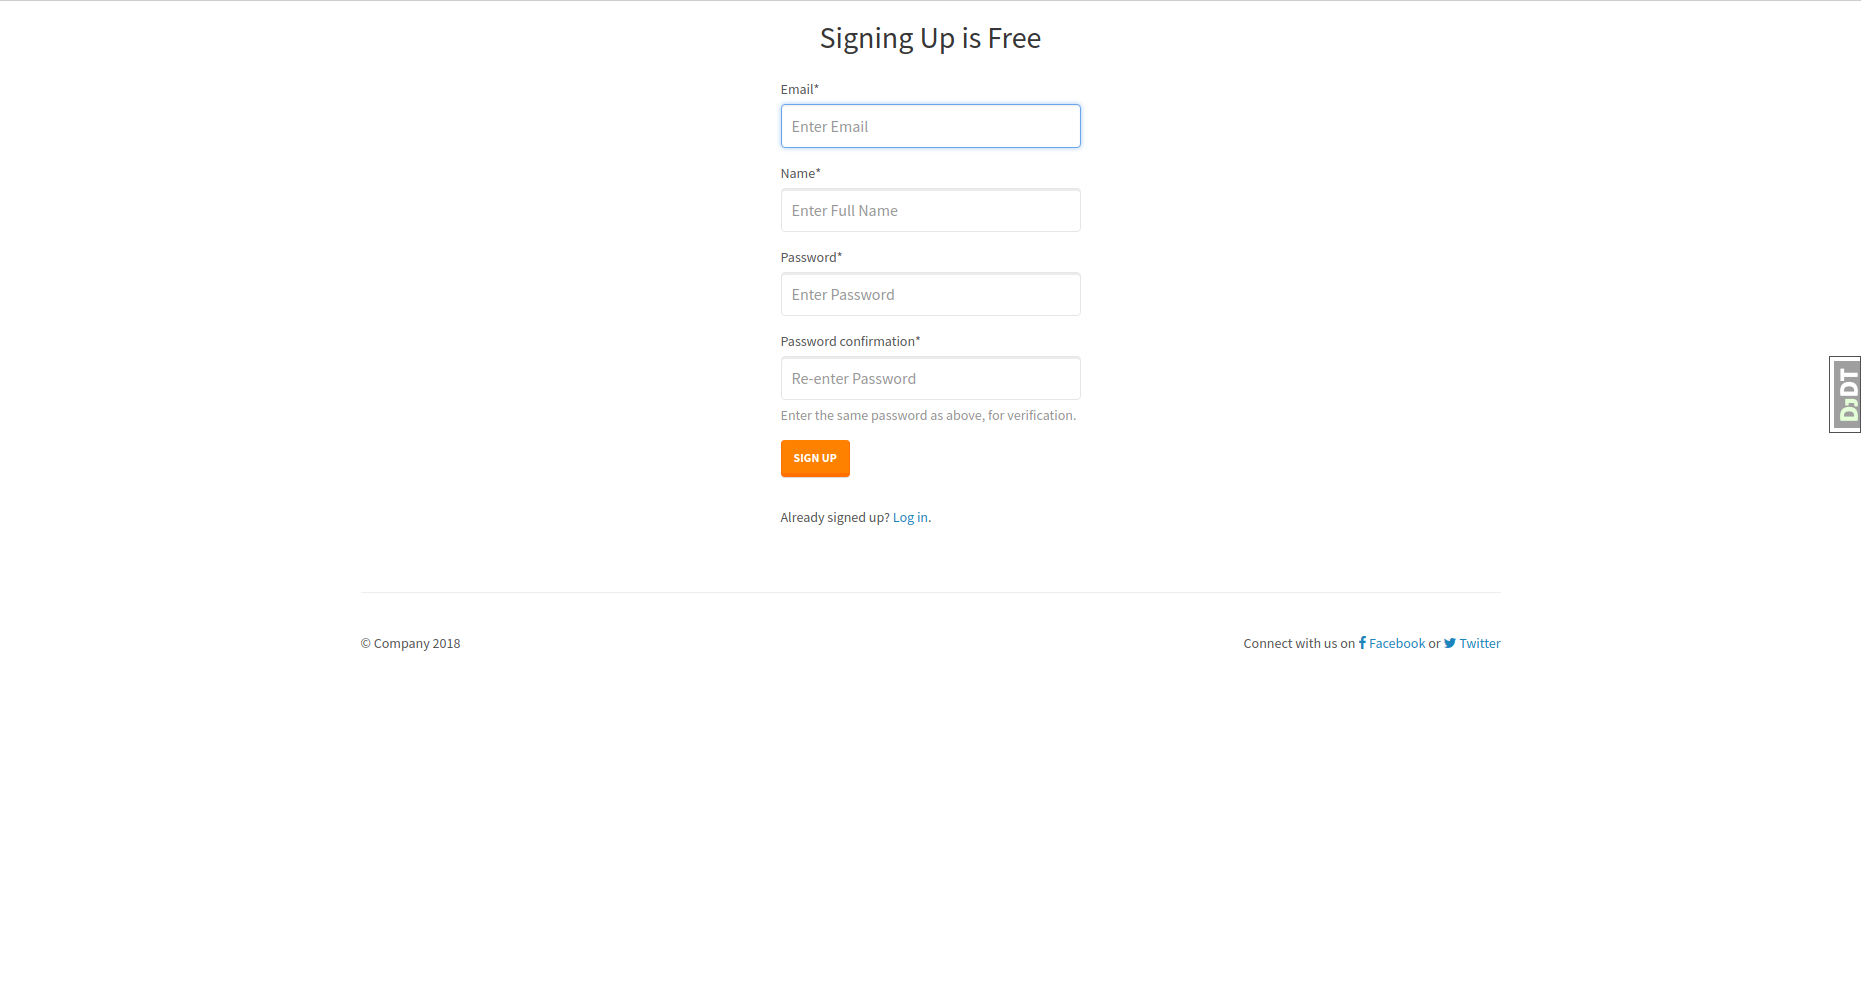 Signing Up is Free
Email*
Enter Email
Name*
Enter Full Name
Password*
Enter Password
Password confirmation*
Re-enter Password
Enter the same password as above, for verification.
SIGN UP
Already signed up? Log in.
© Company 2018
Connect with us on Facebook or Twitter
DjDT